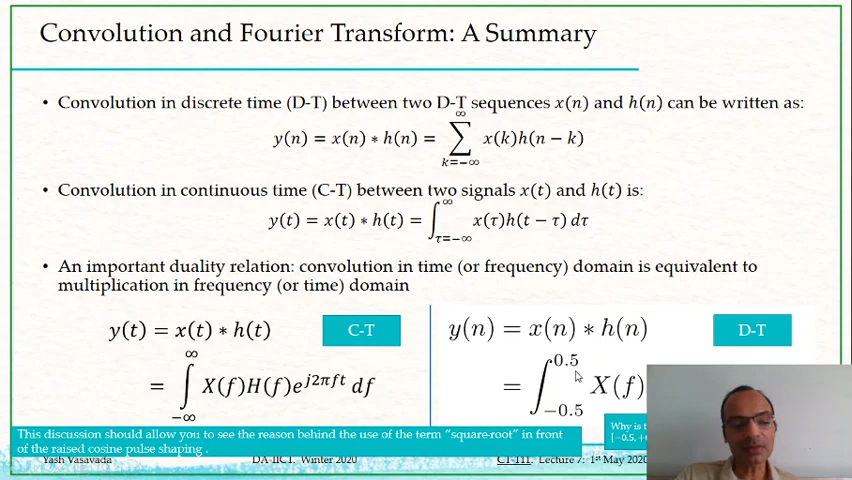 Convolution and Fourier Transform: A Summary
• Convolution in discrete time (D-T) between two D-T sequences x(n) and h(n) can be written as:
y(n) = x(n) * h(n) = ∑_{k=−∞}^{∞} x(k)h(n − k)
• Convolution in continuous time (C-T) between two signals x(t) and h(t) is:
y(t) = x(t) * h(t) = ∫_{τ=−∞}^{∞} x(τ)h(t − τ) dτ
• An important duality relation: convolution in time (or frequency) domain is equivalent to
multiplication in frequency (or time) domain
y(t) = x(t) * h(t)
C-T
= ∫_{−∞}^{∞} X(f)H(f)e^{j2πft} df
y(n) = x(n) * h(n)
D-T
= ∫_{−0.5}^{0.5} X(f)
This discussion should allow you to see the reason behind the use of the term "square-root" in front
of the raised cosine pulse shaping .
Why is t
[−0.5, +
Yash Vasavada
DA-IICT, Winter 2020
CT-111, Lecture 7: 1st May 2020